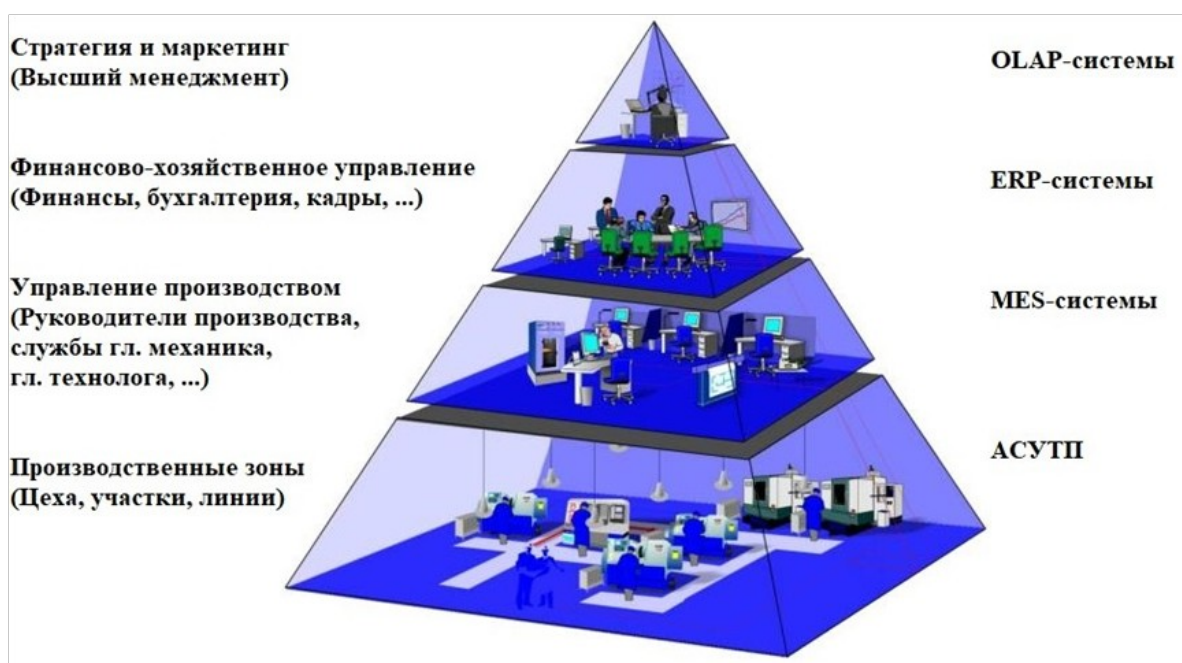 Стратегия и маркетинг
(Высший менеджмент)
OLAP-системы
Финансово-хозяйственное управление
(Финансы, бухгалтерия, кадры, ...)
ERP-системы
Управление производством
(Руководители производства,
службы гл. механика,
гл. технолога, ...)
MES-системы
Производственные зоны
(Цеха, участки, линии)
АСУТП